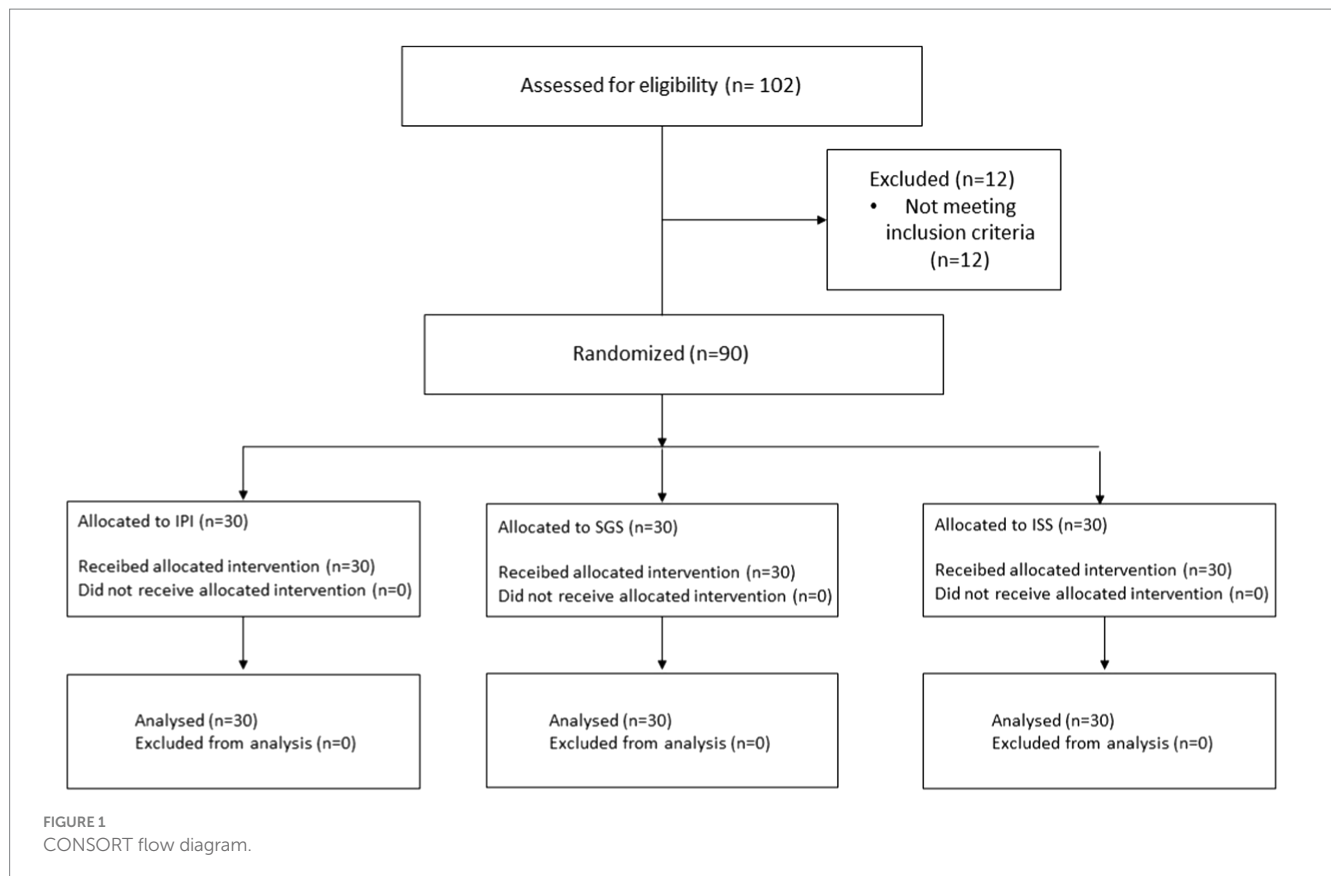 Assessed for eligibility (n= 102)
Excluded (n=12)
• Not meeting
inclusion criteria
(n=12)
Randomized (n=90)
Allocated to IPI (n=30)
Receibed allocated intervention (n=30)
Did not receive allocated intervention (n=0)
Allocated to SGS (n=30)
Receibed allocated intervention (n=30)
Did not receive allocated intervention (n=0)
Allocated to ISS (n=30)
Receibed allocated intervention (n=30)
Did not receive allocated intervention (n=0)
Analysed (n=30)
Excluded from analysis (n=0)
Analysed (n=30)
Excluded from analysis (n=0)
Analysed (n=30)
Excluded from analysis (n=0)
FIGURE 1
CONSORT flow diagram.